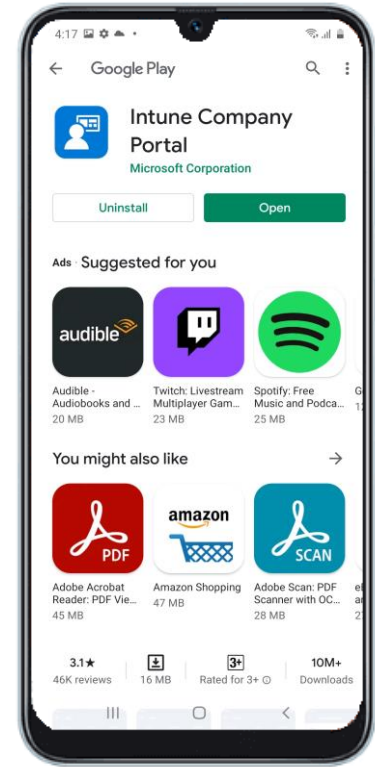 4:17
Google Play
Intune Company
Portal
Microsoft Corporation
Uninstall
Open
Ads · Suggested for you
audible
Audible -
Audiobooks and ...
20 MB
Twitch: Livestream
Multiplayer Gam...
23 MB
Spotify: Free
Music and Podca...
25 MB
G
You might also like
PDF
Adobe Acrobat
Reader: PDF Vie...
45 MB
amazon
Amazon Shopping
47 MB
SCAN
Adobe Scan: PDF
Scanner with OC...
28 MB
3.1★
46K reviews
16 MB
3+
Rated for 3+
10M+
Downloads